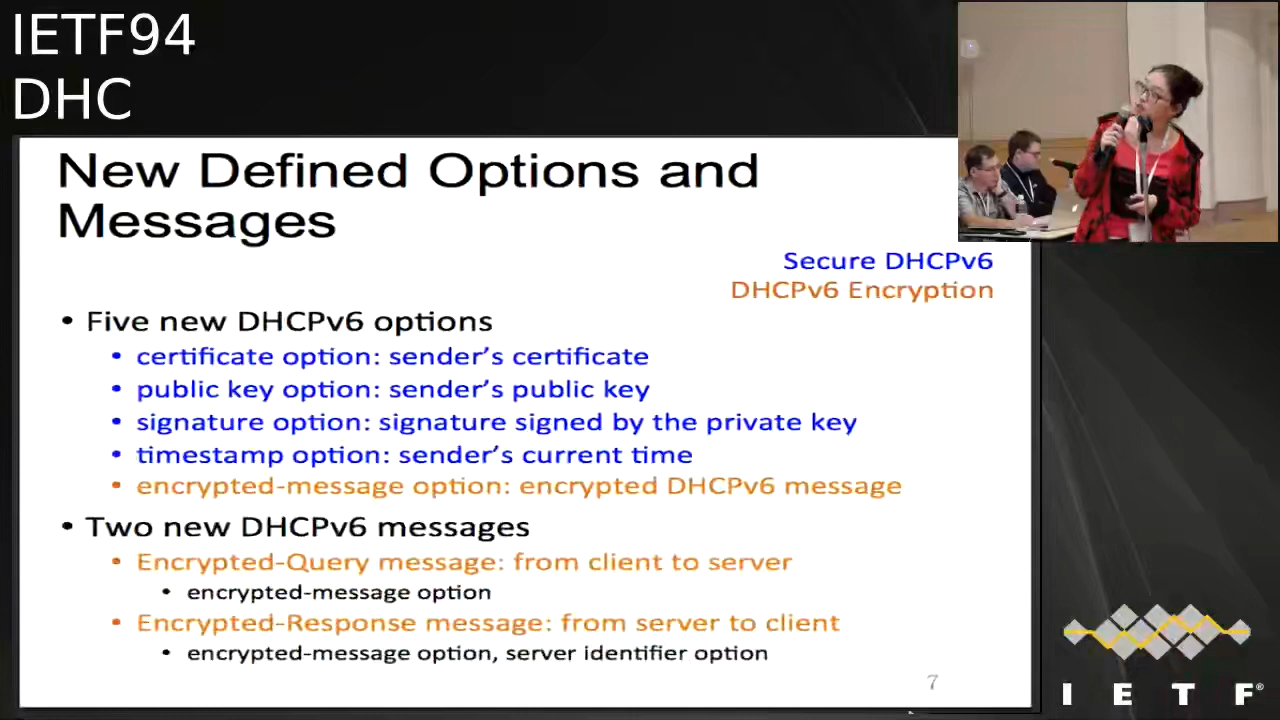 IETF94
DHC
New Defined Options and
Messages
Secure DHCPv6
DHCPv6 Encryption
• Five new DHCPv6 options
• certificate option: sender’s certificate
• public key option: sender’s public key
• signature option: signature signed by the private key
• timestamp option: sender’s current time
• encrypted-message option: encrypted DHCPv6 message
• Two new DHCPv6 messages
• Encrypted-Query message: from client to server
• encrypted-message option
• Encrypted-Response message: from server to client
• encrypted-message option, server identifier option
7
I E T F®